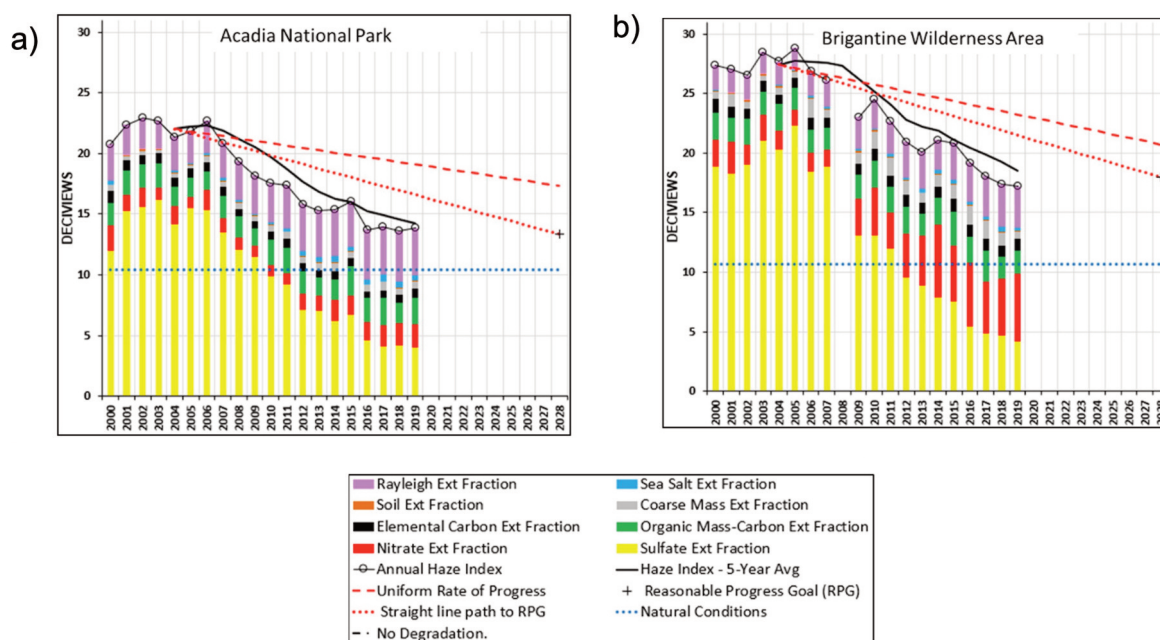 a)
Acadia National Park
DECIVIEWS
30
25
20
15
10
5
0
2000 2001 2002 2003 2004 2005 2006 2007 2008 2009 2010 2011 2012 2013 2014 2015 2016 2017 2018 2019 2020 2021 2022 2023 2024 2025 2026 2027 2028
b)
Brigantine Wilderness Area
DECIVIEWS
30
25
20
15
10
5
0
2000 2001 2002 2003 2004 2005 2006 2007 2008 2009 2010 2011 2012 2013 2014 2015 2016 2017 2018 2019 2020 2021 2022 2023 2024 2025 2026 2027
Rayleigh Ext Fraction
Sea Salt Ext Fraction
Soil Ext Fraction
Coarse Mass Ext Fraction
Elemental Carbon Ext Fraction
Organic Mass-Carbon Ext Fraction
Nitrate Ext Fraction
Sulfate Ext Fraction
Annual Haze Index
Haze Index - 5-Year Avg
Uniform Rate of Progress
Reasonable Progress Goal (RPG)
Straight line path to RPG
Natural Conditions
No Degradation.